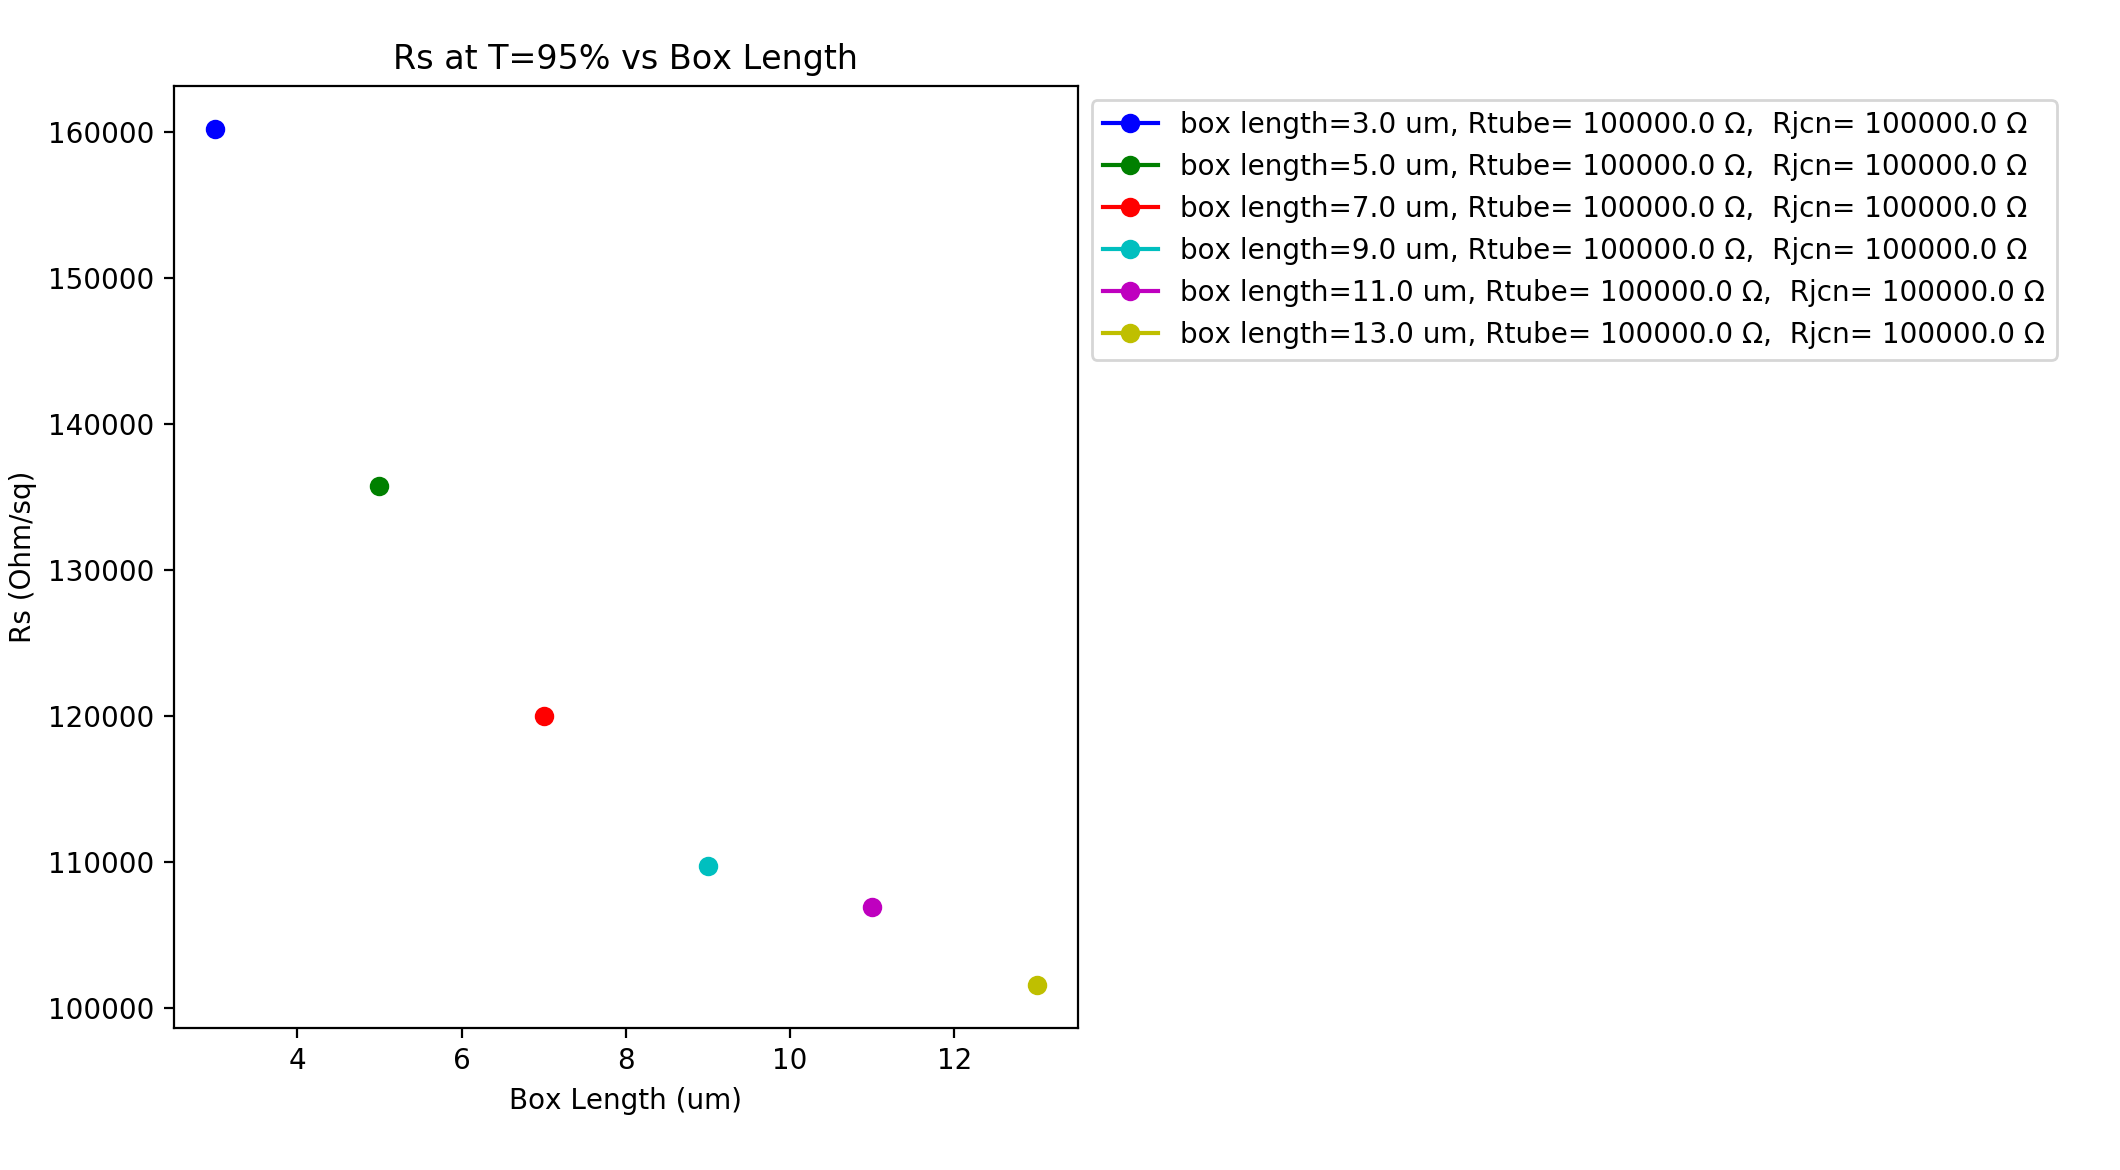 Rs at T=95% vs Box Length
160000
150000
140000
130000
120000
110000
100000
Rs (Ohm/sq)
4 6 8 10 12
Box Length (um)
box length=3.0 um, Rtube= 100000.0 Ω,  Rjcn= 100000.0 Ω
box length=5.0 um, Rtube= 100000.0 Ω,  Rjcn= 100000.0 Ω
box length=7.0 um, Rtube= 100000.0 Ω,  Rjcn= 100000.0 Ω
box length=9.0 um, Rtube= 100000.0 Ω,  Rjcn= 100000.0 Ω
box length=11.0 um, Rtube= 100000.0 Ω,  Rjcn= 100000.0 Ω
box length=13.0 um, Rtube= 100000.0 Ω,  Rjcn= 100000.0 Ω